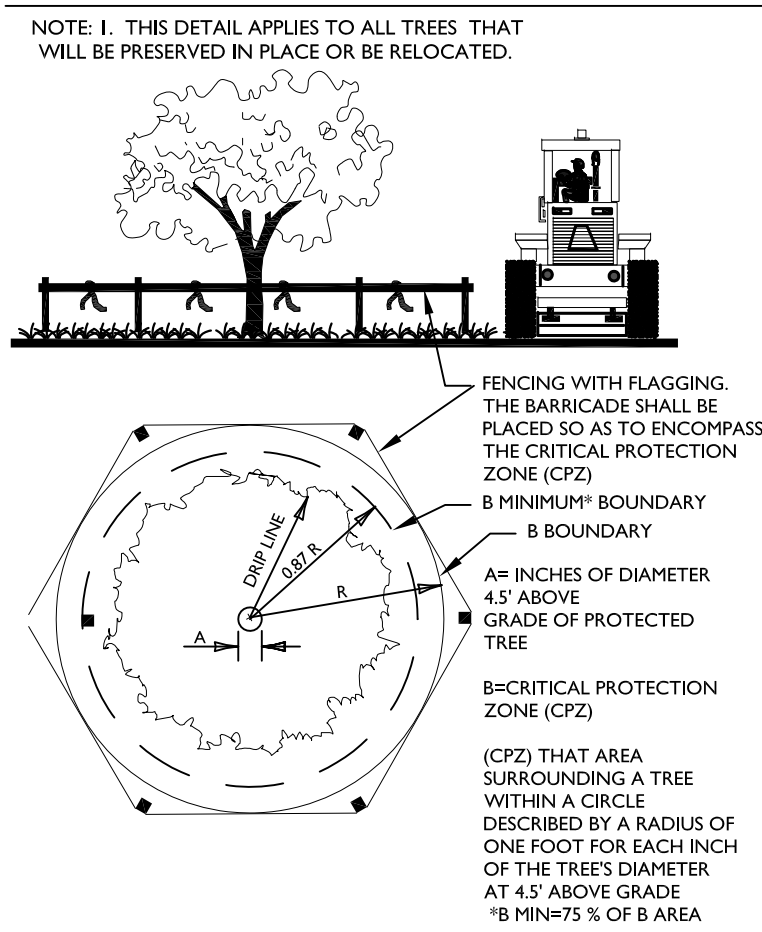 NOTE: 1. THIS DETAIL APPLIES TO ALL TREES THAT
WILL BE PRESERVED IN PLACE OR BE RELOCATED.
FENCING WITH FLAGGING.
THE BARRICADE SHALL BE
PLACED SO AS TO ENCOMPASS
THE CRITICAL PROTECTION
ZONE (CPZ)
B MINIMUM* BOUNDARY
B BOUNDARY
DRIP LINE
0.87 R
R
A
A= INCHES OF DIAMETER
4.5' ABOVE
GRADE OF PROTECTED
TREE
B=CRITICAL PROTECTION
ZONE (CPZ)
(CPZ) THAT AREA
SURROUNDING A TREE
WITHIN A CIRCLE
DESCRIBED BY A RADIUS OF
ONE FOOT FOR EACH INCH
OF THE TREE'S DIAMETER
AT 4.5' ABOVE GRADE
*B MIN=75 % OF B AREA